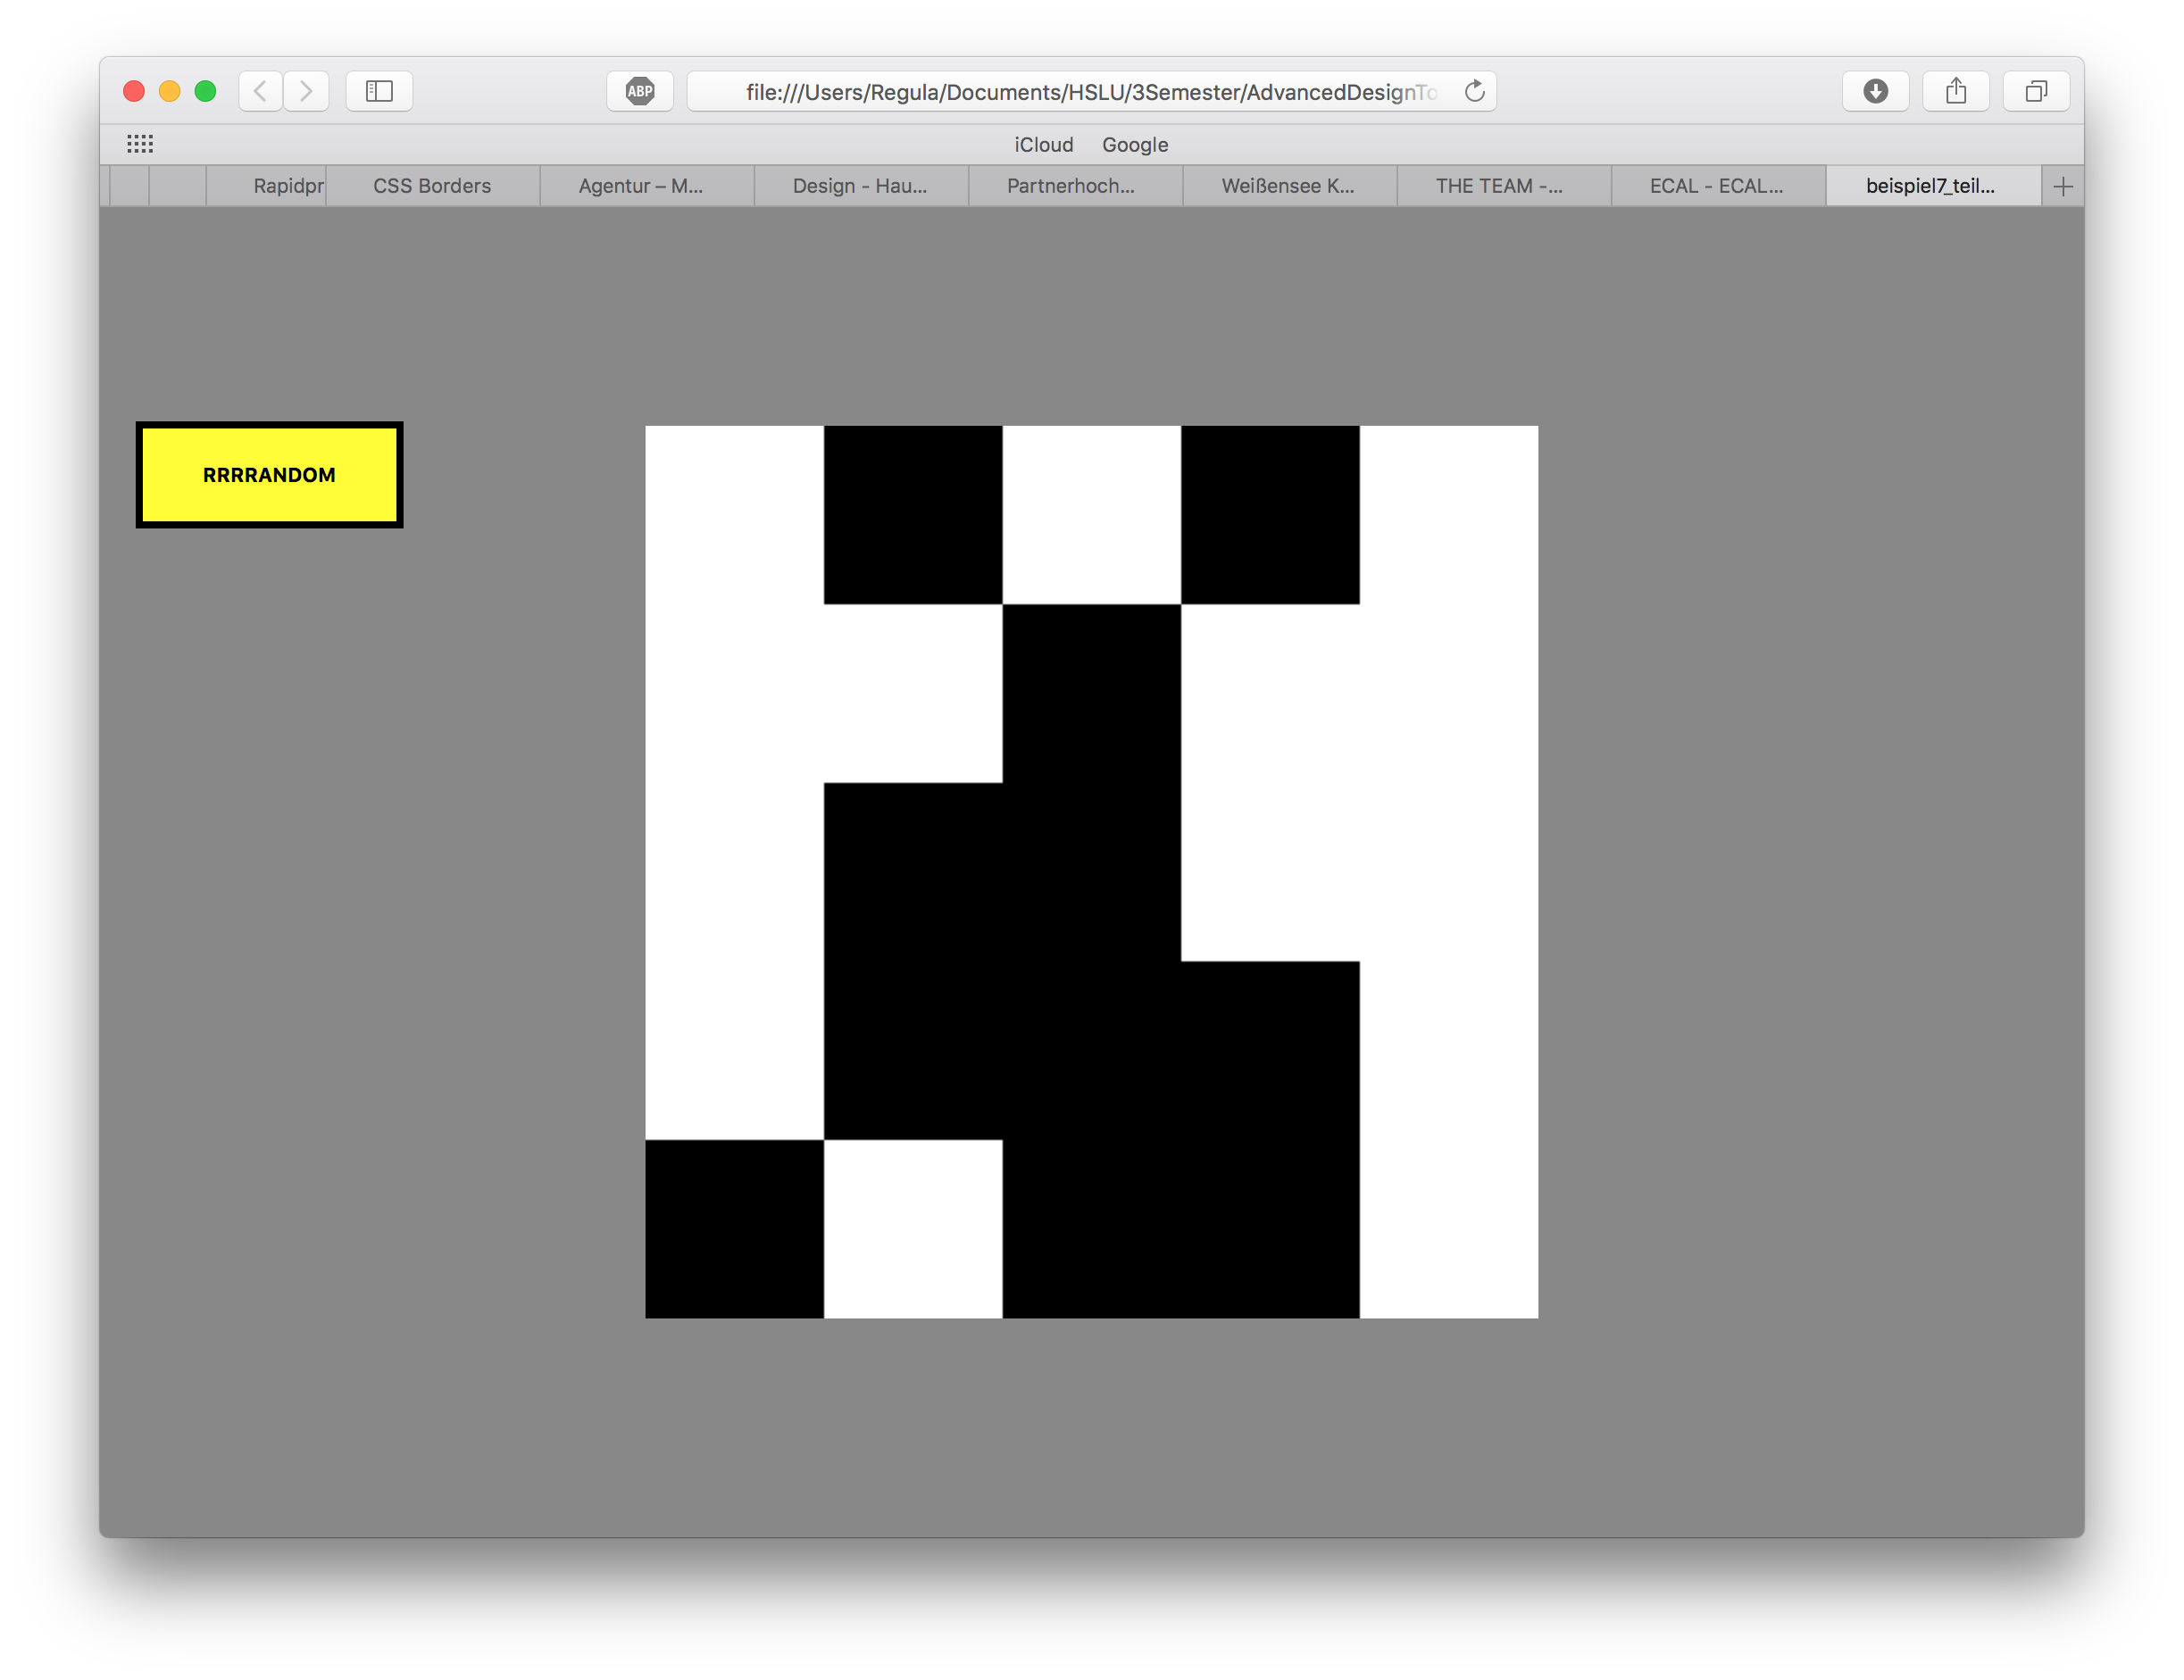 ABP
file:///Users/Regula/Documents/HSLU/3Semester/AdvancedDesignTo
iCloud Google
Rapidpr CSS Borders Agentur – M... Design - Hau... Partnerhoch... Weißensee K... THE TEAM -... ECAL - ECAL... beispiel7_teil...
RRRRANDOM